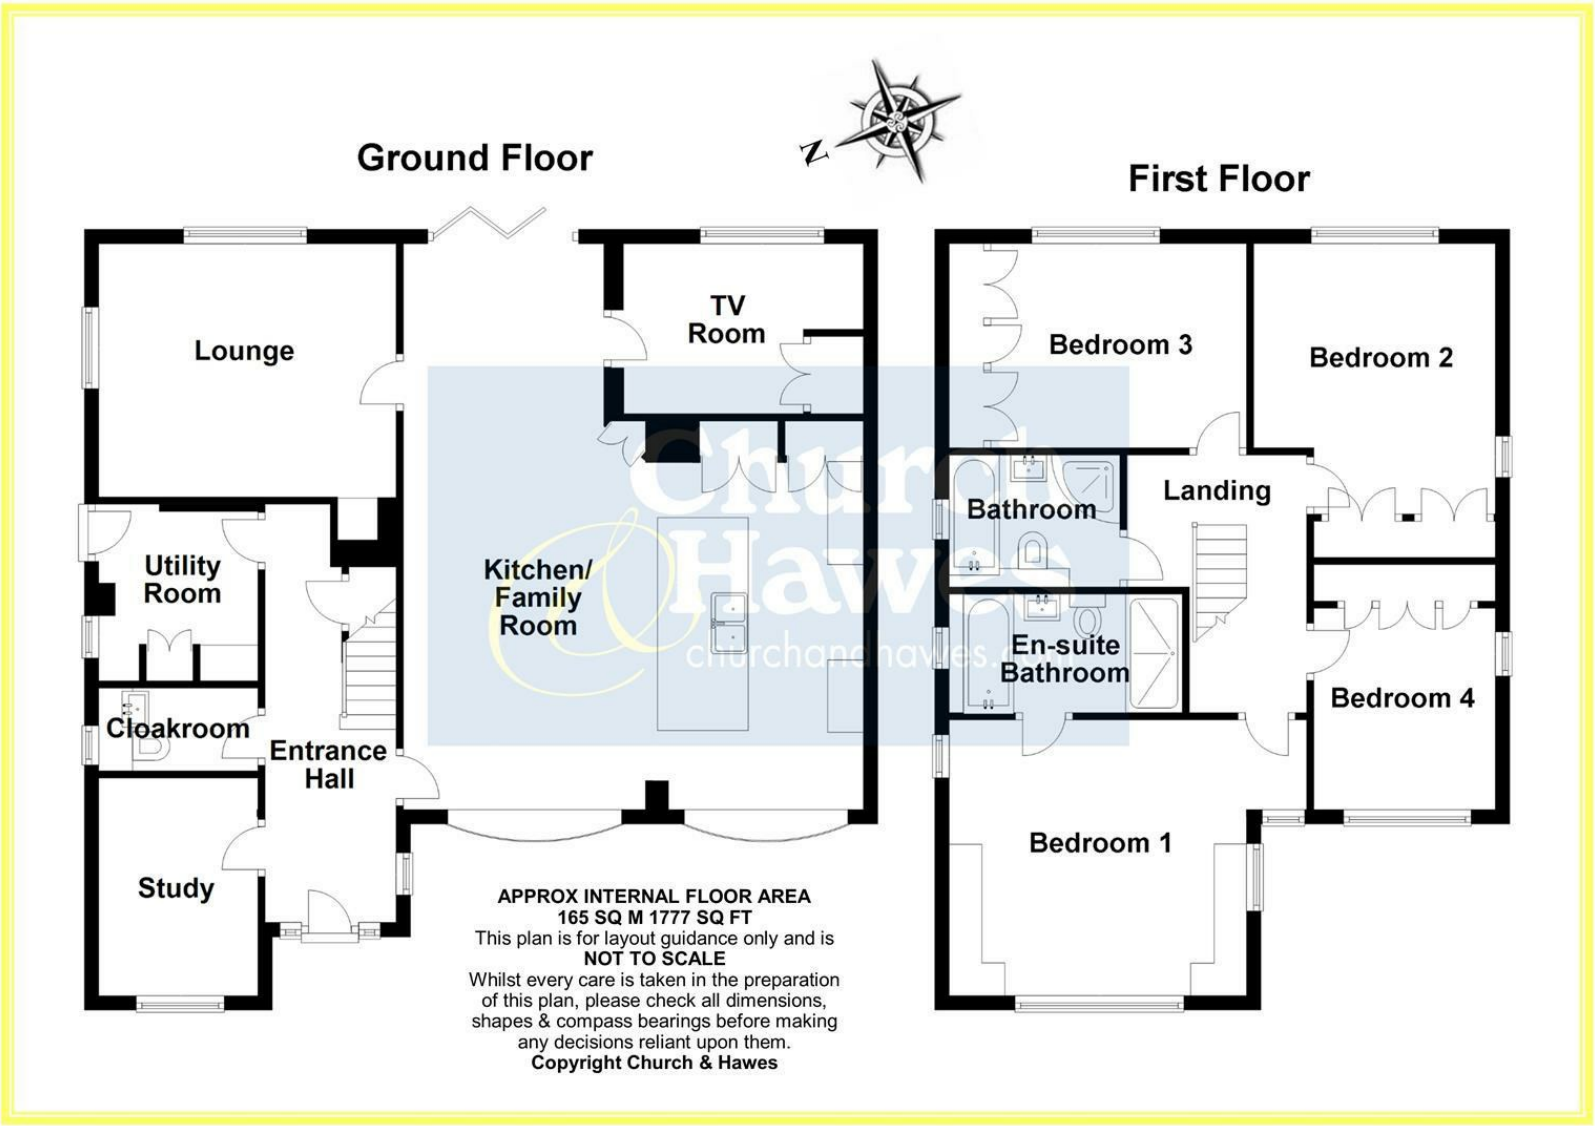 N
Ground Floor
First Floor
Lounge
TV
Room
Kitchen/
Family
Room
Utility
Room
Cloakroom
Entrance
Hall
Study
Bedroom 3
Bedroom 2
Bathroom
Landing
En-suite
Bathroom
Bedroom 4
Bedroom 1
Church
& Hawes
churchandhawes.com
APPROX INTERNAL FLOOR AREA
165 SQ M 1777 SQ FT
This plan is for layout guidance only and is
NOT TO SCALE
Whilst every care is taken in the preparation
of this plan, please check all dimensions,
shapes & compass bearings before making
any decisions reliant upon them.
Copyright Church & Hawes